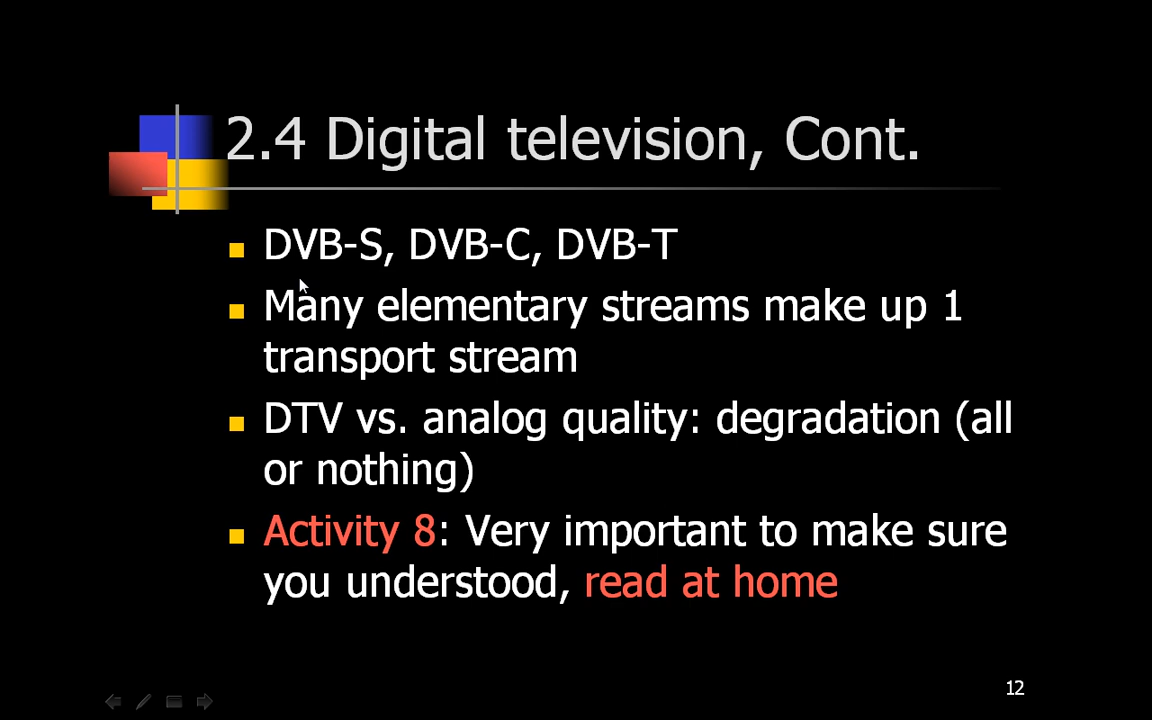 2.4 Digital television, Cont.
DVB-S, DVB-C, DVB-T
Many elementary streams make up 1
transport stream
DTV vs. analog quality: degradation (all
or nothing)
Activity 8: Very important to make sure
you understood, read at home
12